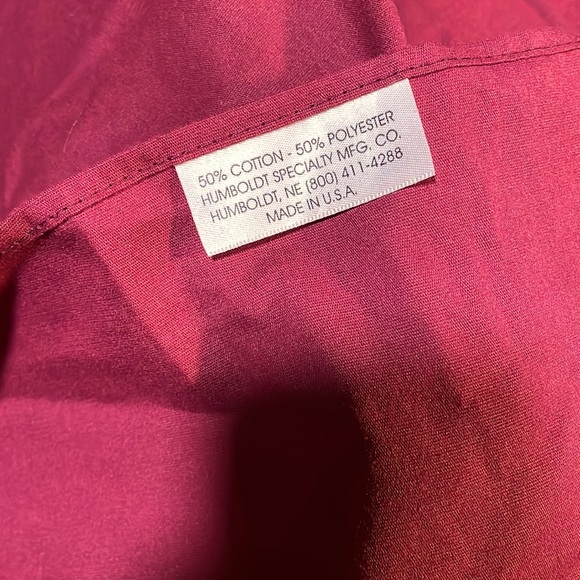 50% COTTON - 50% POLYESTER
HUMBOLDT SPECIALTY MFG. CO.
HUMBOLDT, NE (800) 411-4288
MADE IN U.S.A.